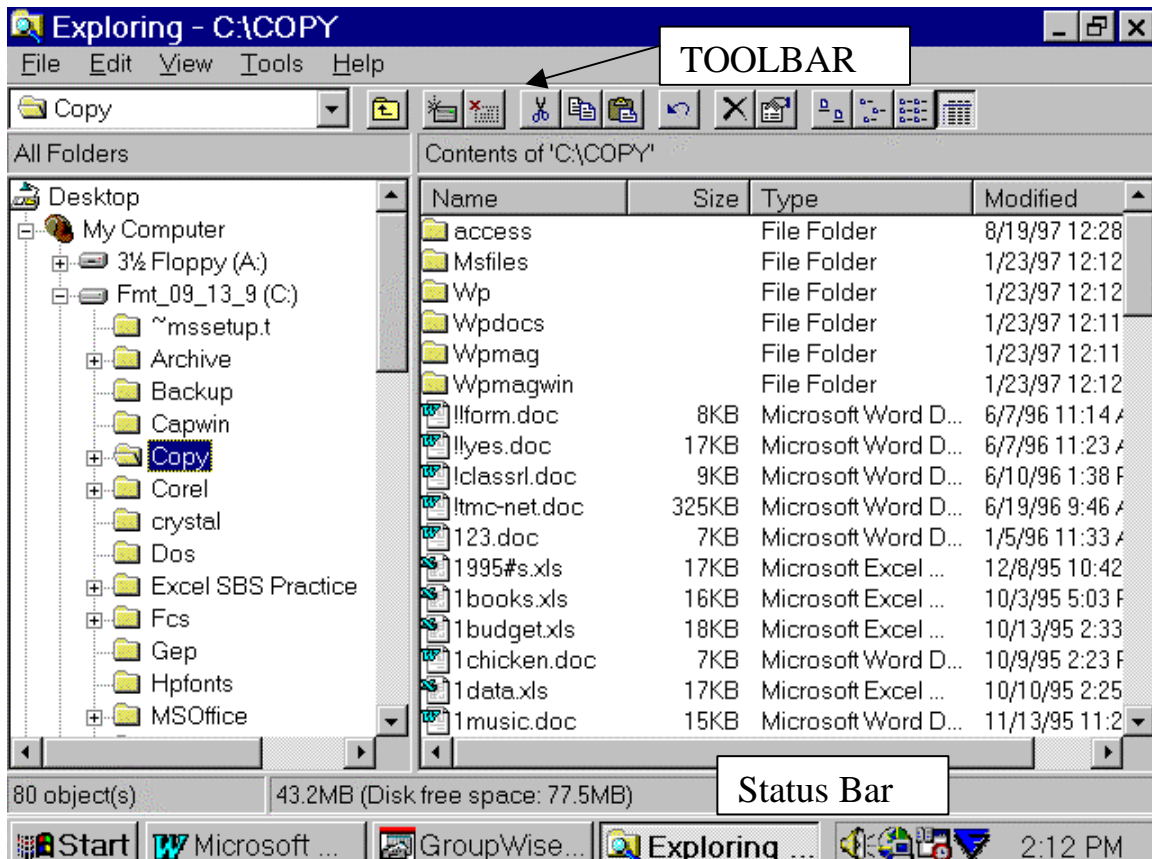 Exploring - C:\COPY
File Edit View Tools Help
TOOLBAR
Copy
All Folders
Contents of 'C:\COPY'
Desktop
My Computer
3½ Floppy (A:)
Fmt_09_13_9 (C:)
~mssetup.t
Archive
Backup
Capwin
Copy
Corel
crystal
Dos
Excel SBS Practice
Fcs
Gep
Hpfonts
MSOffice
Name Size Type Modified
access File Folder 8/19/97 12:28
Msfiles File Folder 1/23/97 12:12
Wp File Folder 1/23/97 12:12
Wpdocs File Folder 1/23/97 12:11
Wpmag File Folder 1/23/97 12:11
Wpmagwin File Folder 1/23/97 12:12
!!form.doc 8KB Microsoft Word D... 6/7/96 11:14
!!yes.doc 17KB Microsoft Word D... 6/7/96 11:23
!classrl.doc 9KB Microsoft Word D... 6/10/96 1:38
!tmc-net.doc 325KB Microsoft Word D... 6/19/96 9:46
123.doc 7KB Microsoft Word D... 1/5/96 11:33
1995#s.xls 17KB Microsoft Excel ... 12/8/95 10:42
1books.xls 16KB Microsoft Excel ... 10/3/95 5:03
1budget.xls 18KB Microsoft Excel ... 10/13/95 2:33
1chicken.doc 7KB Microsoft Word D... 10/9/95 2:23
1data.xls 17KB Microsoft Excel ... 10/10/95 2:25
1music.doc 15KB Microsoft Word D... 11/13/95 11:2
80 object(s) 43.2MB (Disk free space: 77.5MB)
Status Bar
Start Microsoft ... GroupWise... Exploring ... 2:12 PM